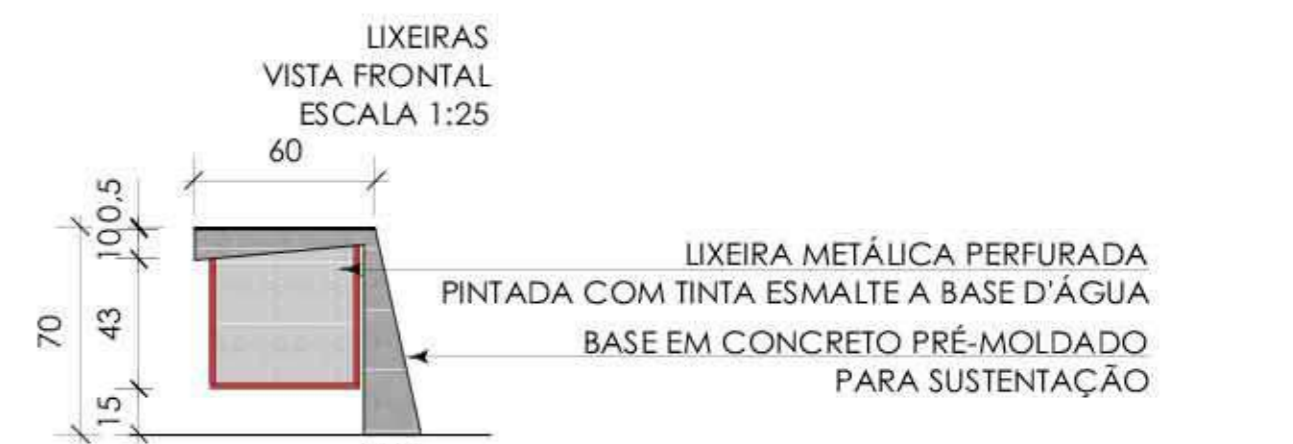 LIXEIRAS
VISTA FRONTAL
ESCALA 1:25
60
0,5
10
43
70
15
LIXEIRA METÁLICA PERFURADA
PINTADA COM TINTA ESMALTE A BASE D'ÁGUA
BASE EM CONCRETO PRÉ-MOLDADO
PARA SUSTENTAÇÃO